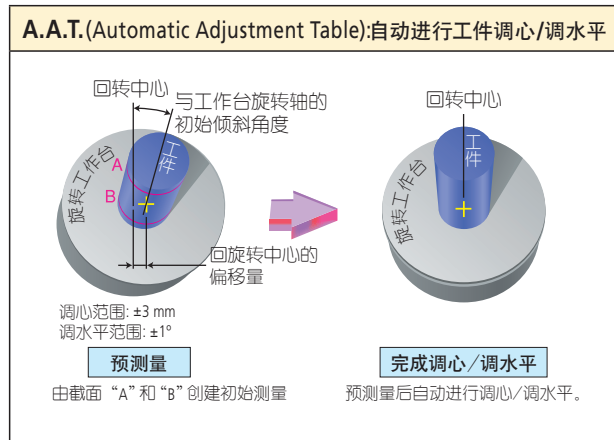 A.A.T.(Automatic Adjustment Table):自动进行工件调心/调水平
回转中心
与工作台旋转轴的
初始倾斜角度
工件
A
B
旋转工作台
回旋转中心的
偏移量
调心范围: ±3 mm
调水平范围: ±1°
预测量
由截面“A”和“B”创建初始测量
回转中心
工件
旋转工作台
完成调心/调水平
预测量后自动进行调心/调水平。